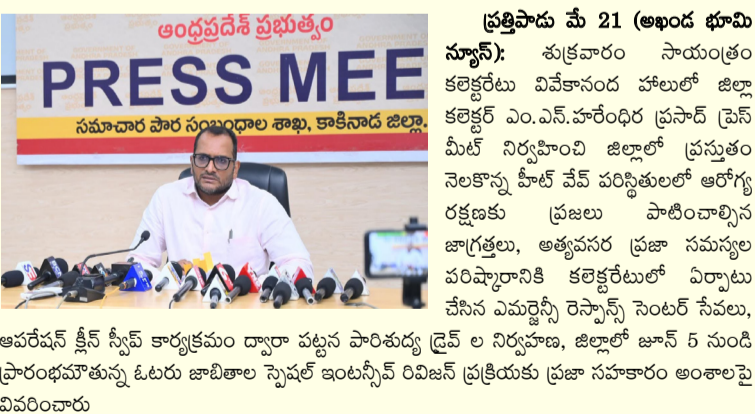 ఆంధ్రప్రదేశ్ ప్రభుత్వం
PRESS MEE
సమాచార పౌర సంబంధాల శాఖ, కాకినాడ జిల్లా.
ప్రత్తిపాడు మే 21 (అఖండ భూమి
న్యూస్): శుక్రవారం సాయంత్రం
కలెక్టరేటు వివేకానంద హాలులో జిల్లా
కలెక్టర్ ఎం.ఎన్.హరేంధిర ప్రసాద్ ప్రెస్
మీట్ నిర్వహించి జిల్లాలో ప్రస్తుతం
నెలకొన్న హీట్ వేవ్ పరిస్థితులలో ఆరోగ్య
రక్షణకు ప్రజలు పాటించాల్సిన
జాగ్రత్తలు, అత్యవసర ప్రజా సమస్యల
పరిష్కారానికి కలెక్టరేటులో ఏర్పాటు
చేసిన ఎమర్జెన్సీ రెస్పాన్స్ సెంటర్ సేవలు,
ఆపరేషన్ క్లీన్ స్వీప్ కార్యక్రమం ద్వారా పట్టన పారిశుద్య డ్రైవ్ ల నిర్వహణ, జిల్లాలో జూన్ 5 నుండి
ప్రారంభమౌతున్న ఓటరు జాబితాల స్పెషల్ ఇంటన్సీవ్ రివిజన్ ప్రక్రియకు ప్రజా సహకారం అంశాలపై
వివరించారు